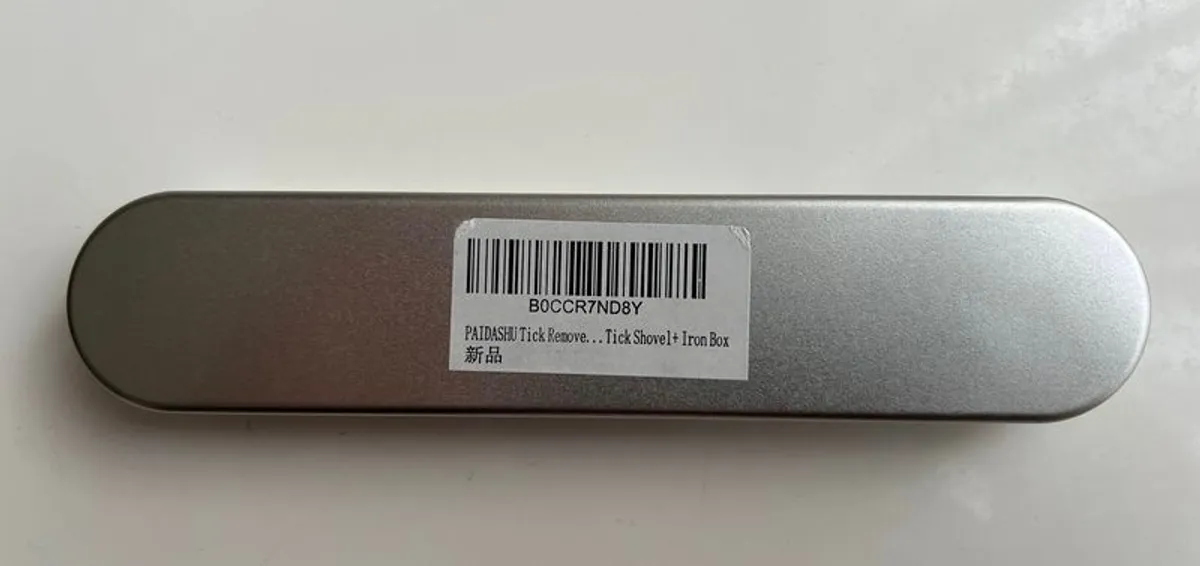 B0CCR7ND8Y
PAIDASHU Tick Remove...Tick Shovel+ Iron Box
新品